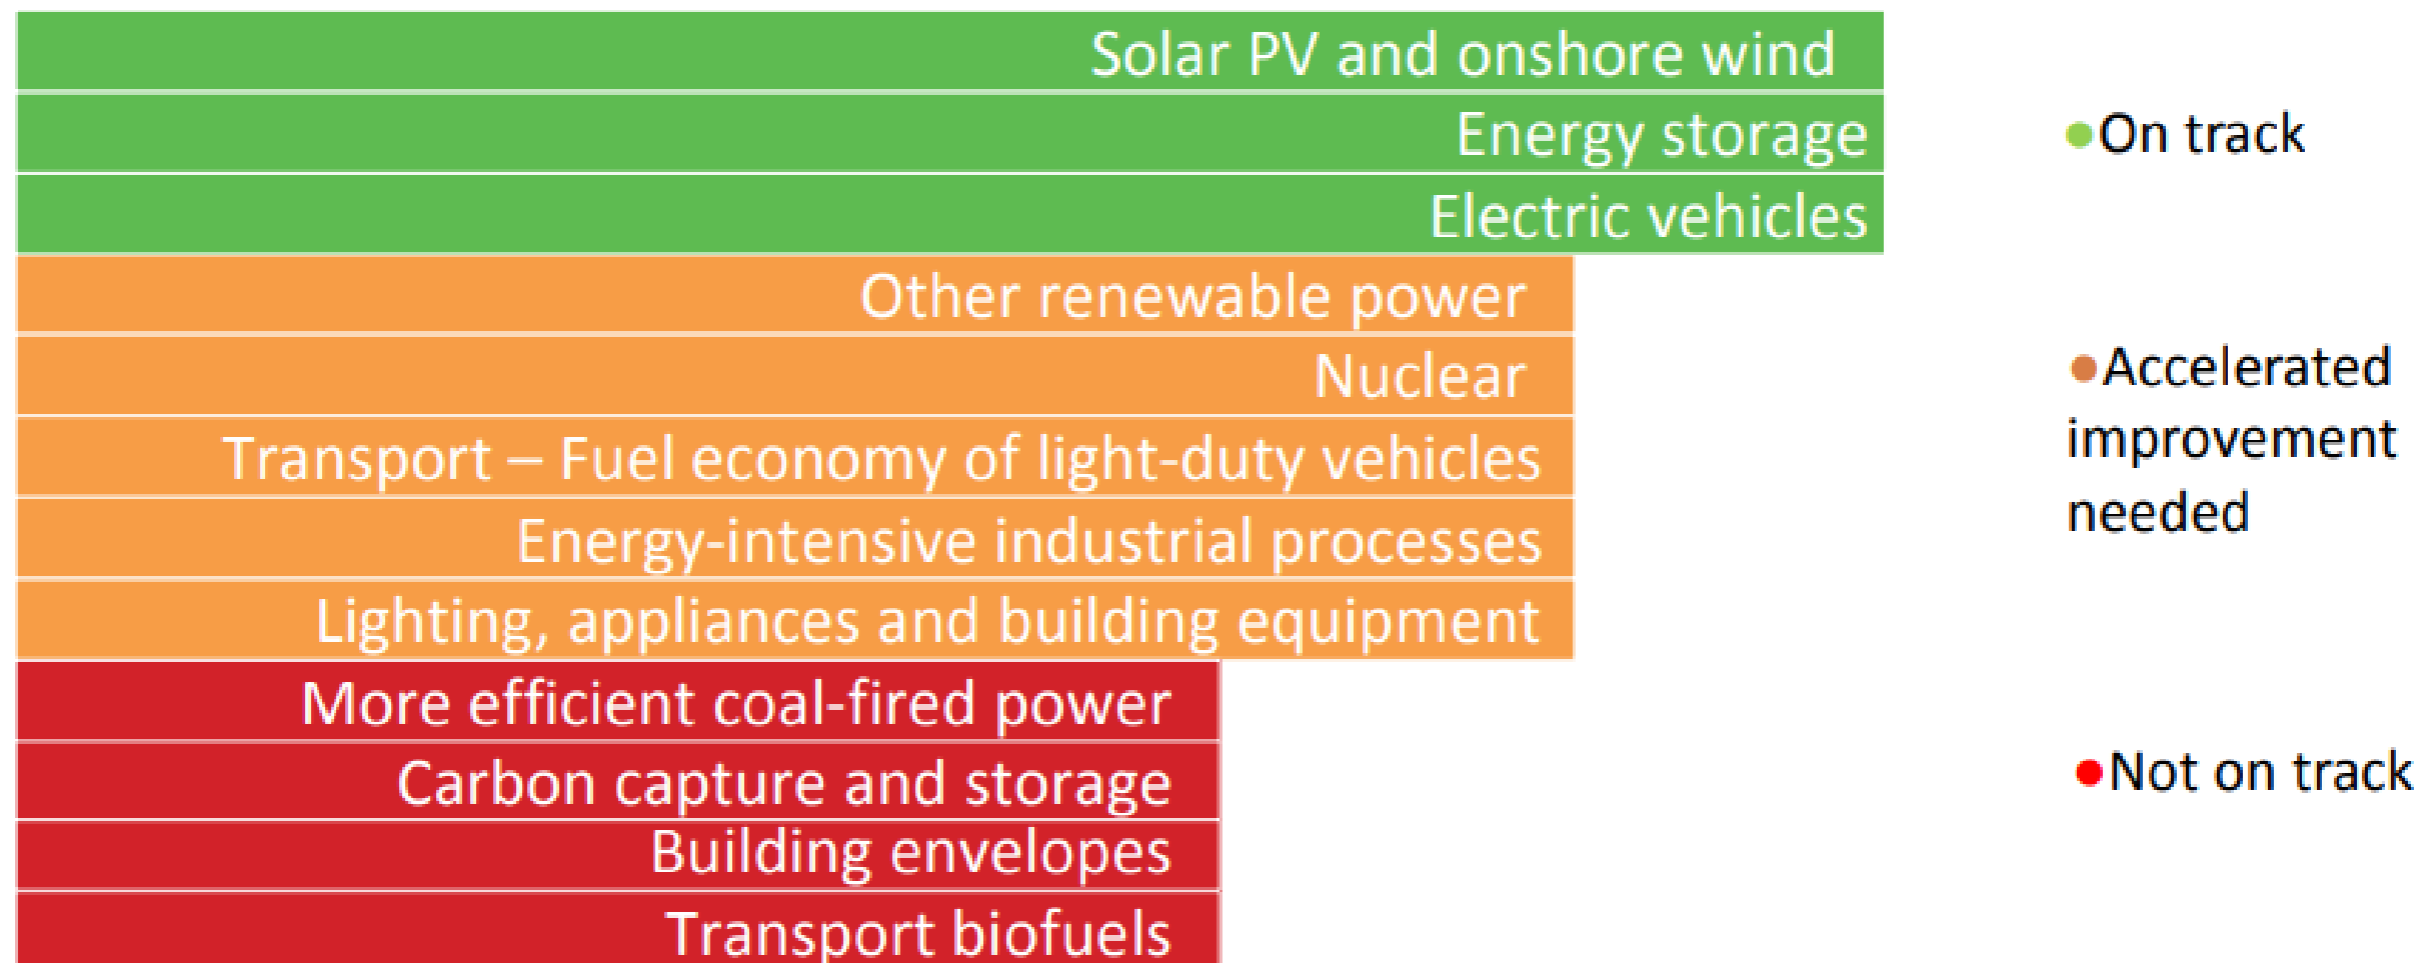 Solar PV and onshore wind
Energy storage
Electric vehicles
Other renewable power
Nuclear
Transport – Fuel economy of light-duty vehicles
Energy-intensive industrial processes
Lighting, appliances and building equipment
More efficient coal-fired power
Carbon capture and storage
Building envelopes
Transport biofuels
On track
Accelerated
improvement
needed
Not on track